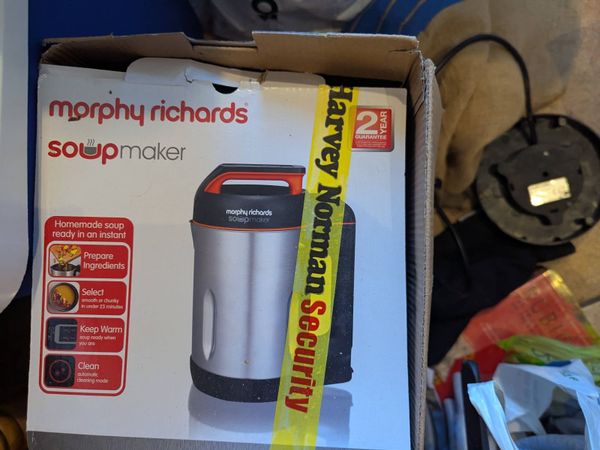 morphy richards
soup maker
2 YEAR
GUARANTEE
Homemade soup
ready in an instant
Prepare
Ingredients
Select
smooth or chunky
in under 23 minutes
Keep Warm
soup ready when
you are
Clean
automatic
cleaning mode
morphy richards
soupmaker
Harvey Norman Security